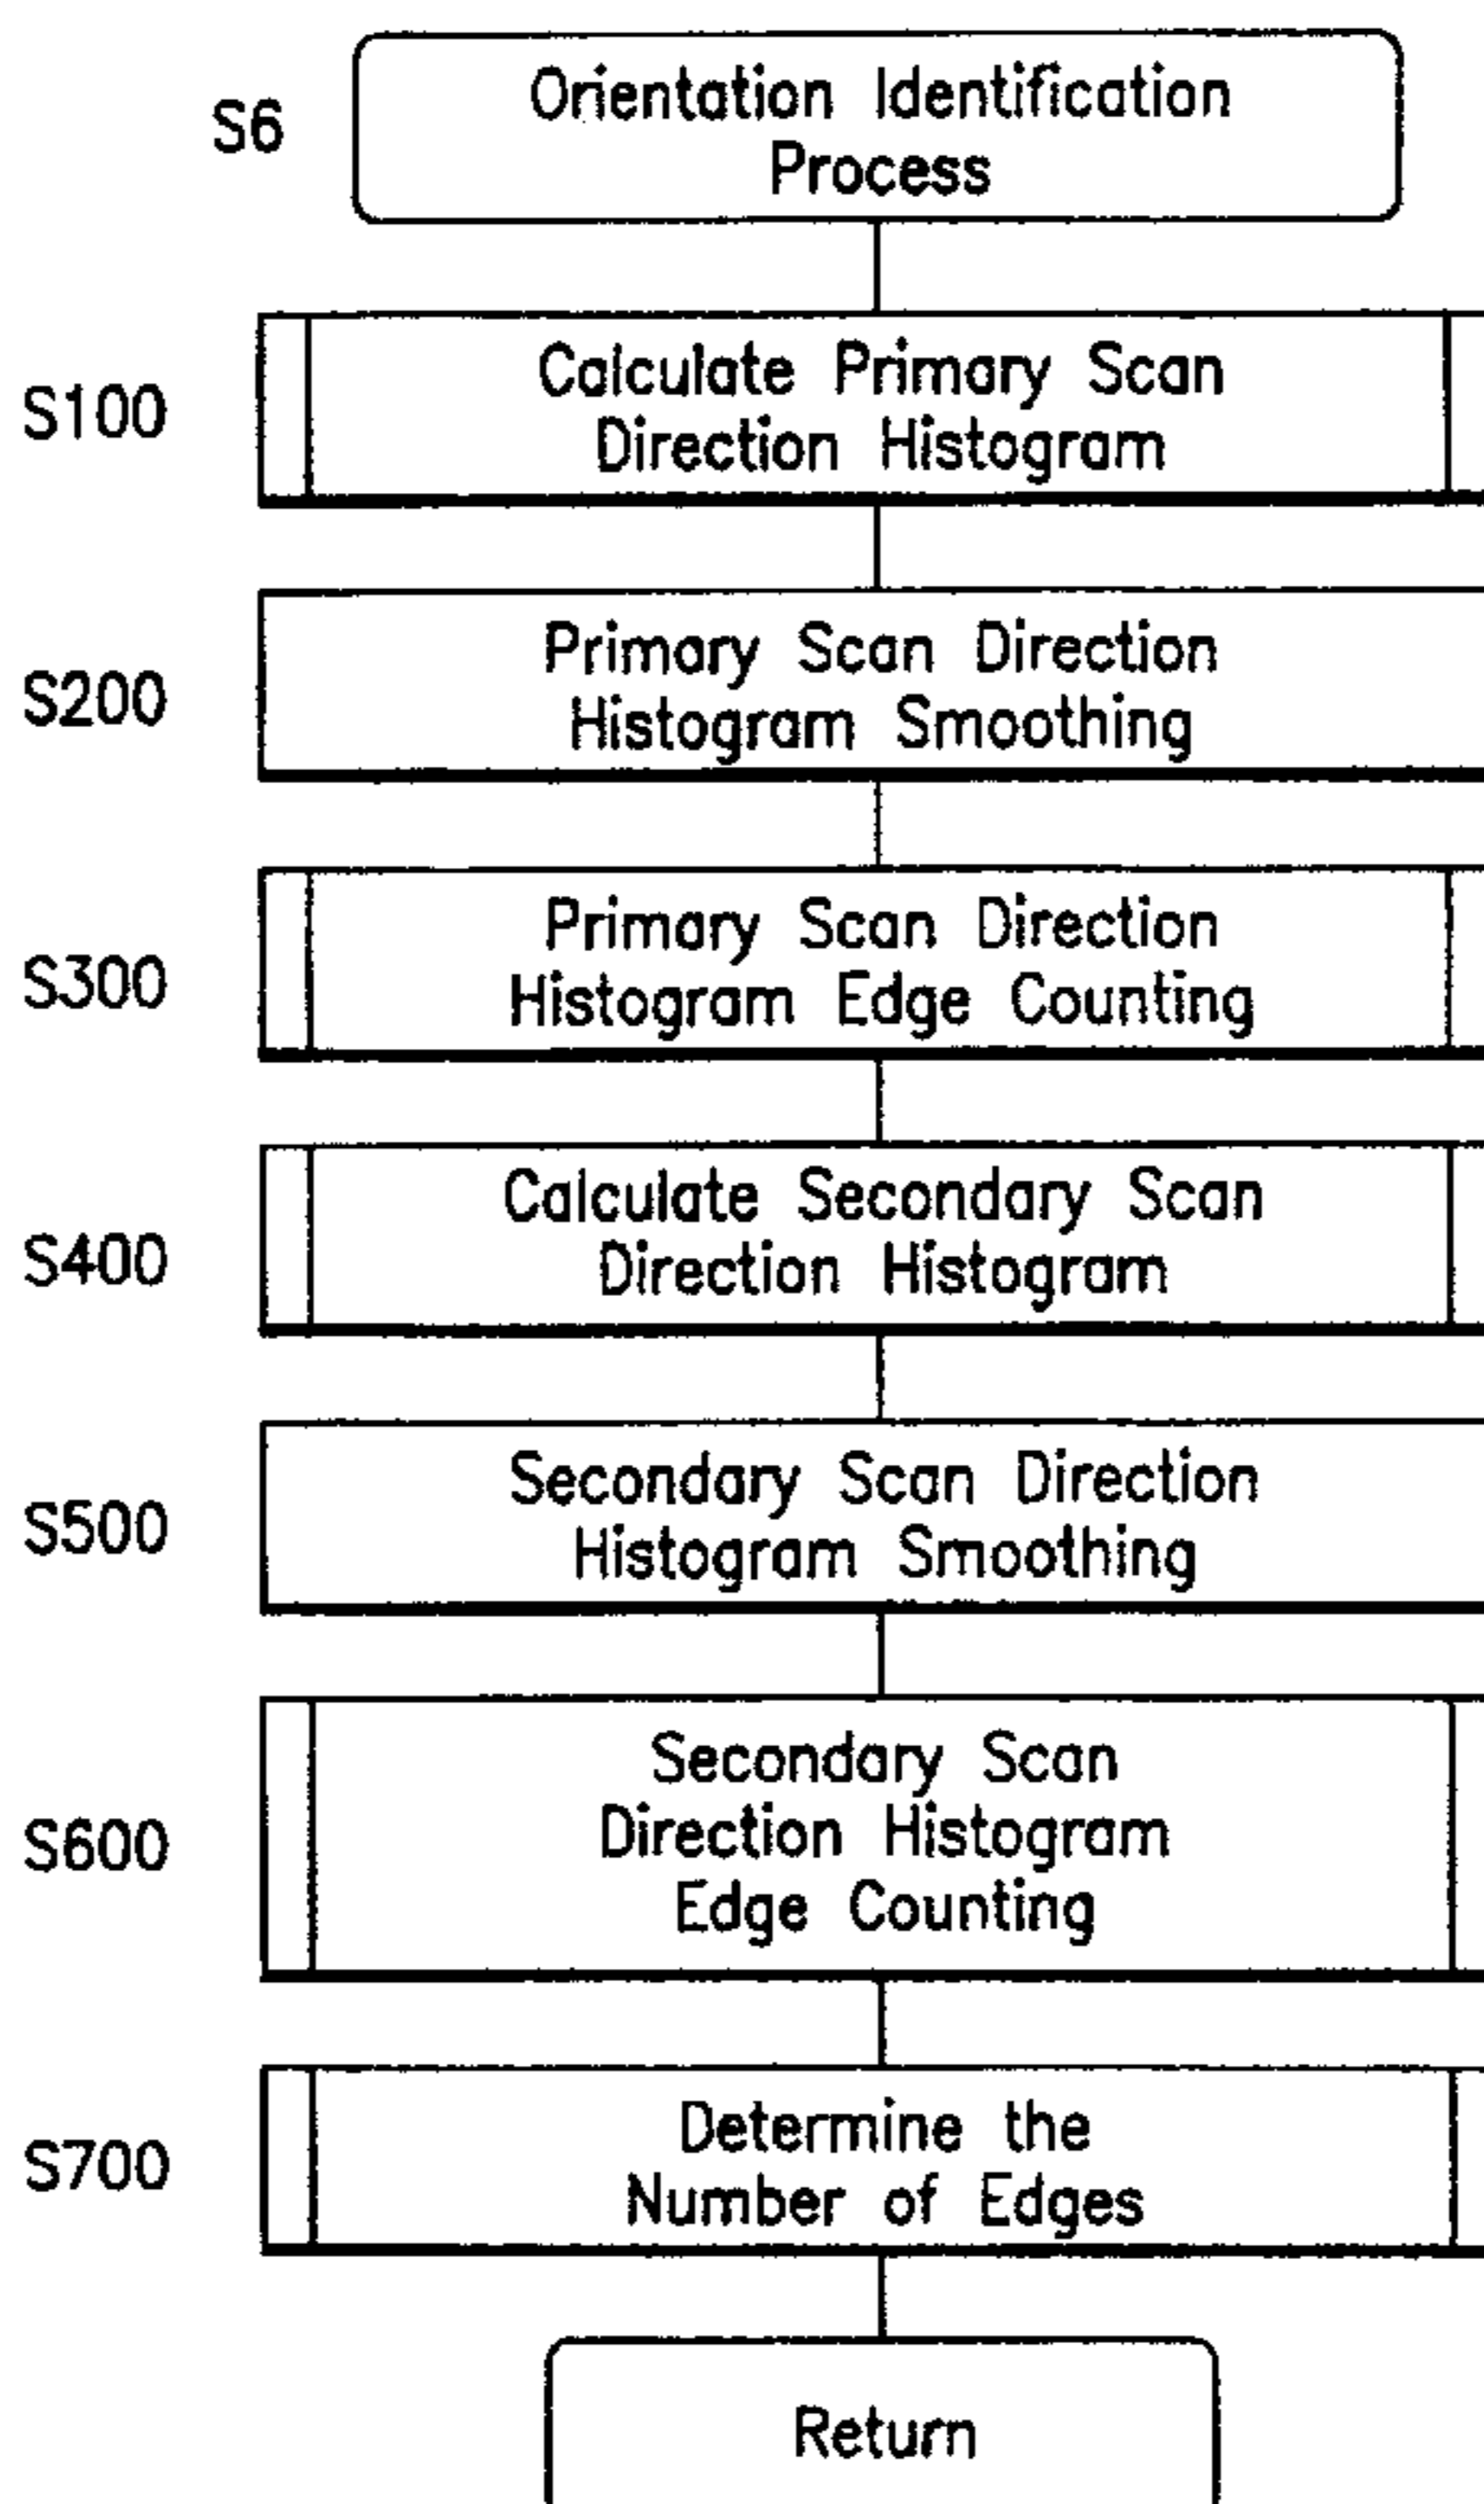 S6
Orientation Identification
Process
S100
Calculate Primary Scan
Direction Histogram
S200
Primary Scan Direction
Histogram Smoothing
S300
Primary Scan Direction
Histogram Edge Counting
S400
Calculate Secondary Scan
Direction Histogram
S500
Secondary Scan Direction
Histogram Smoothing
S600
Secondary Scan
Direction Histogram
Edge Counting
S700
Determine the
Number of Edges
Return